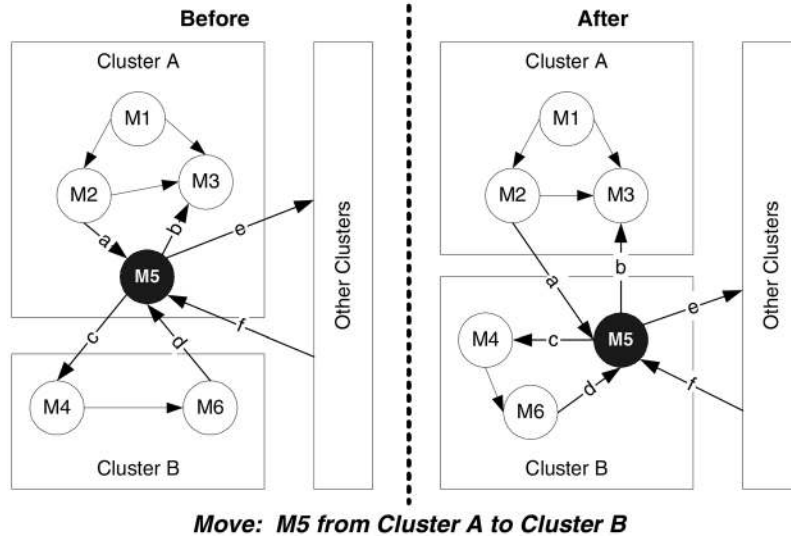 Before
After
Cluster A
M1
M2
M3
a
b
e
M5
c
d
f
M4
M6
Cluster B
Other Clusters
Cluster A
M1
M2
M3
a
b
e
M4
c
M5
d
f
M6
Cluster B
Other Clusters
Move: M5 from Cluster A to Cluster B